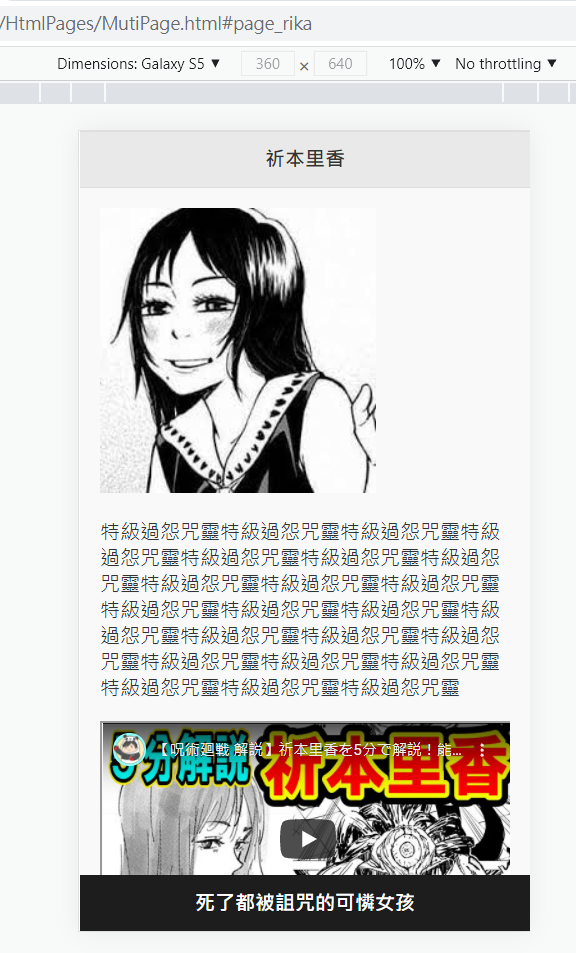 /HtmlPages/MutiPage.html#page_rika
Dimensions: Galaxy S5 ▼ 360 × 640 100% ▼ No throttling ▼
祈本里香
特級過怨咒靈特級過怨咒靈特級過怨咒靈特級
過怨咒靈特級過怨咒靈特級過怨咒靈特級過怨
咒靈特級過怨咒靈特級過怨咒靈特級過怨咒靈
特級過怨咒靈特級過怨咒靈特級過怨咒靈特級
過怨咒靈特級過怨咒靈特級過怨咒靈特級過怨
咒靈特級過怨咒靈特級過怨咒靈特級過怨咒靈
特級過怨咒靈特級過怨咒靈特級過怨咒靈
【呪術廻戦 解説】祈本里香を5分で解説！能...
5分解説 祈本里香
死了都被詛咒的可憐女孩